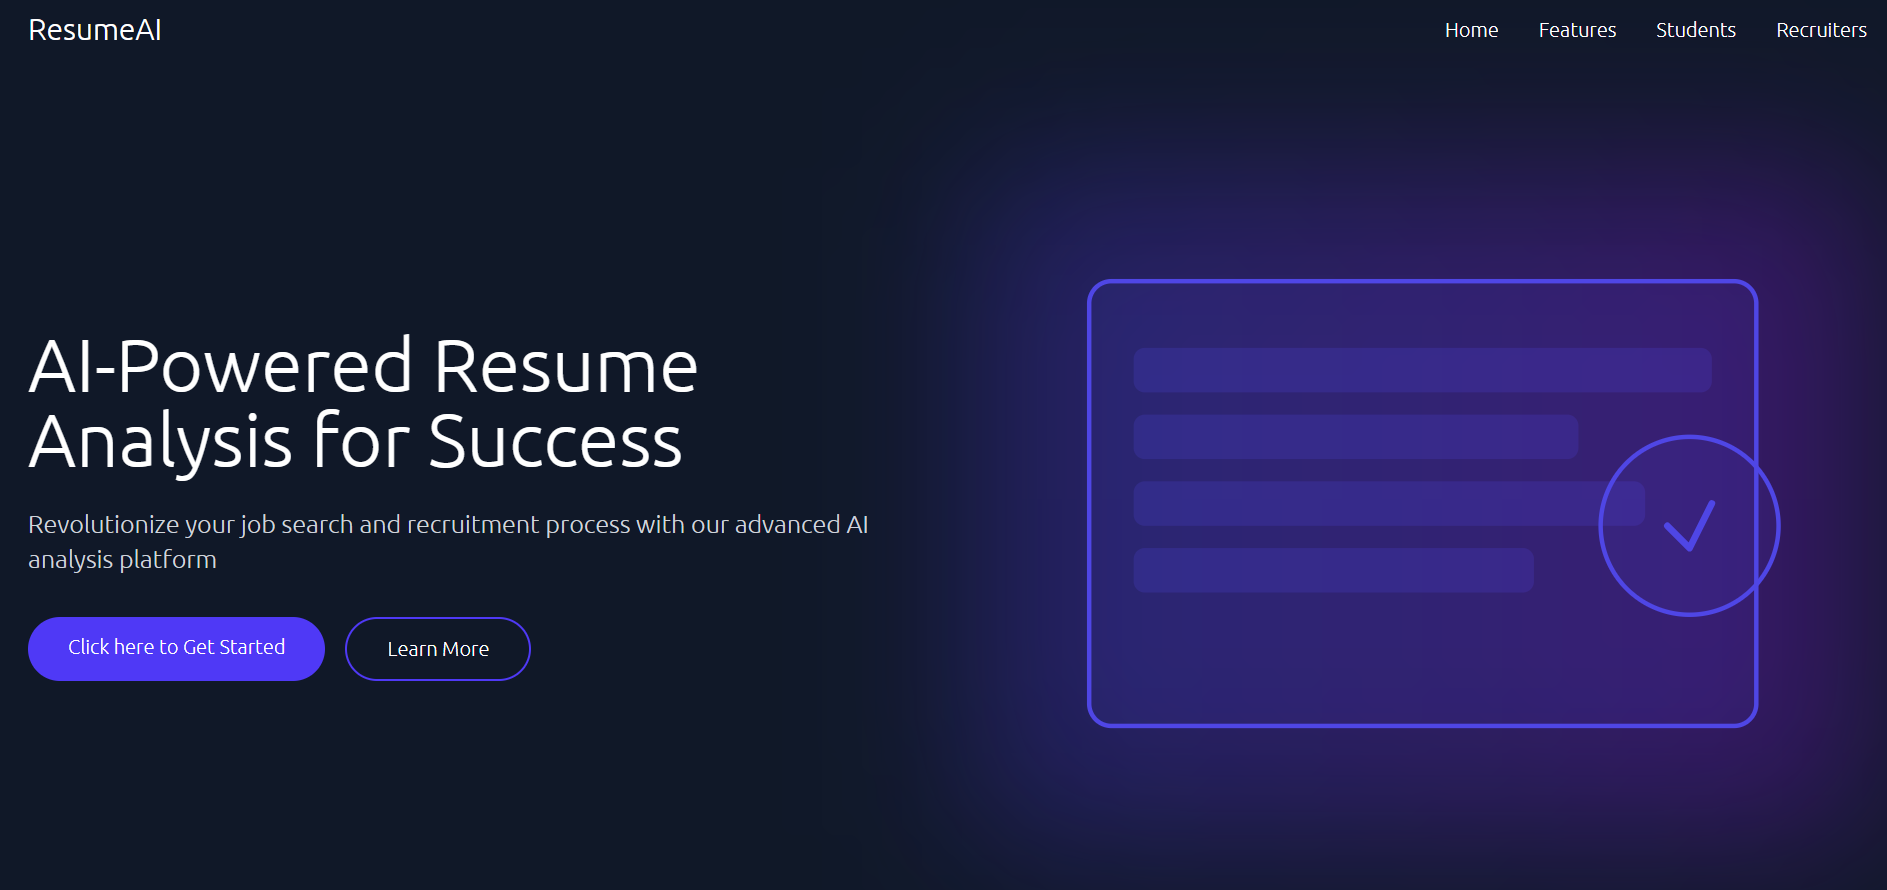 ResumeAI
Home Features Students Recruiters
AI-Powered Resume
Analysis for Success
Revolutionize your job search and recruitment process with our advanced AI
analysis platform
Click here to Get Started
Learn More